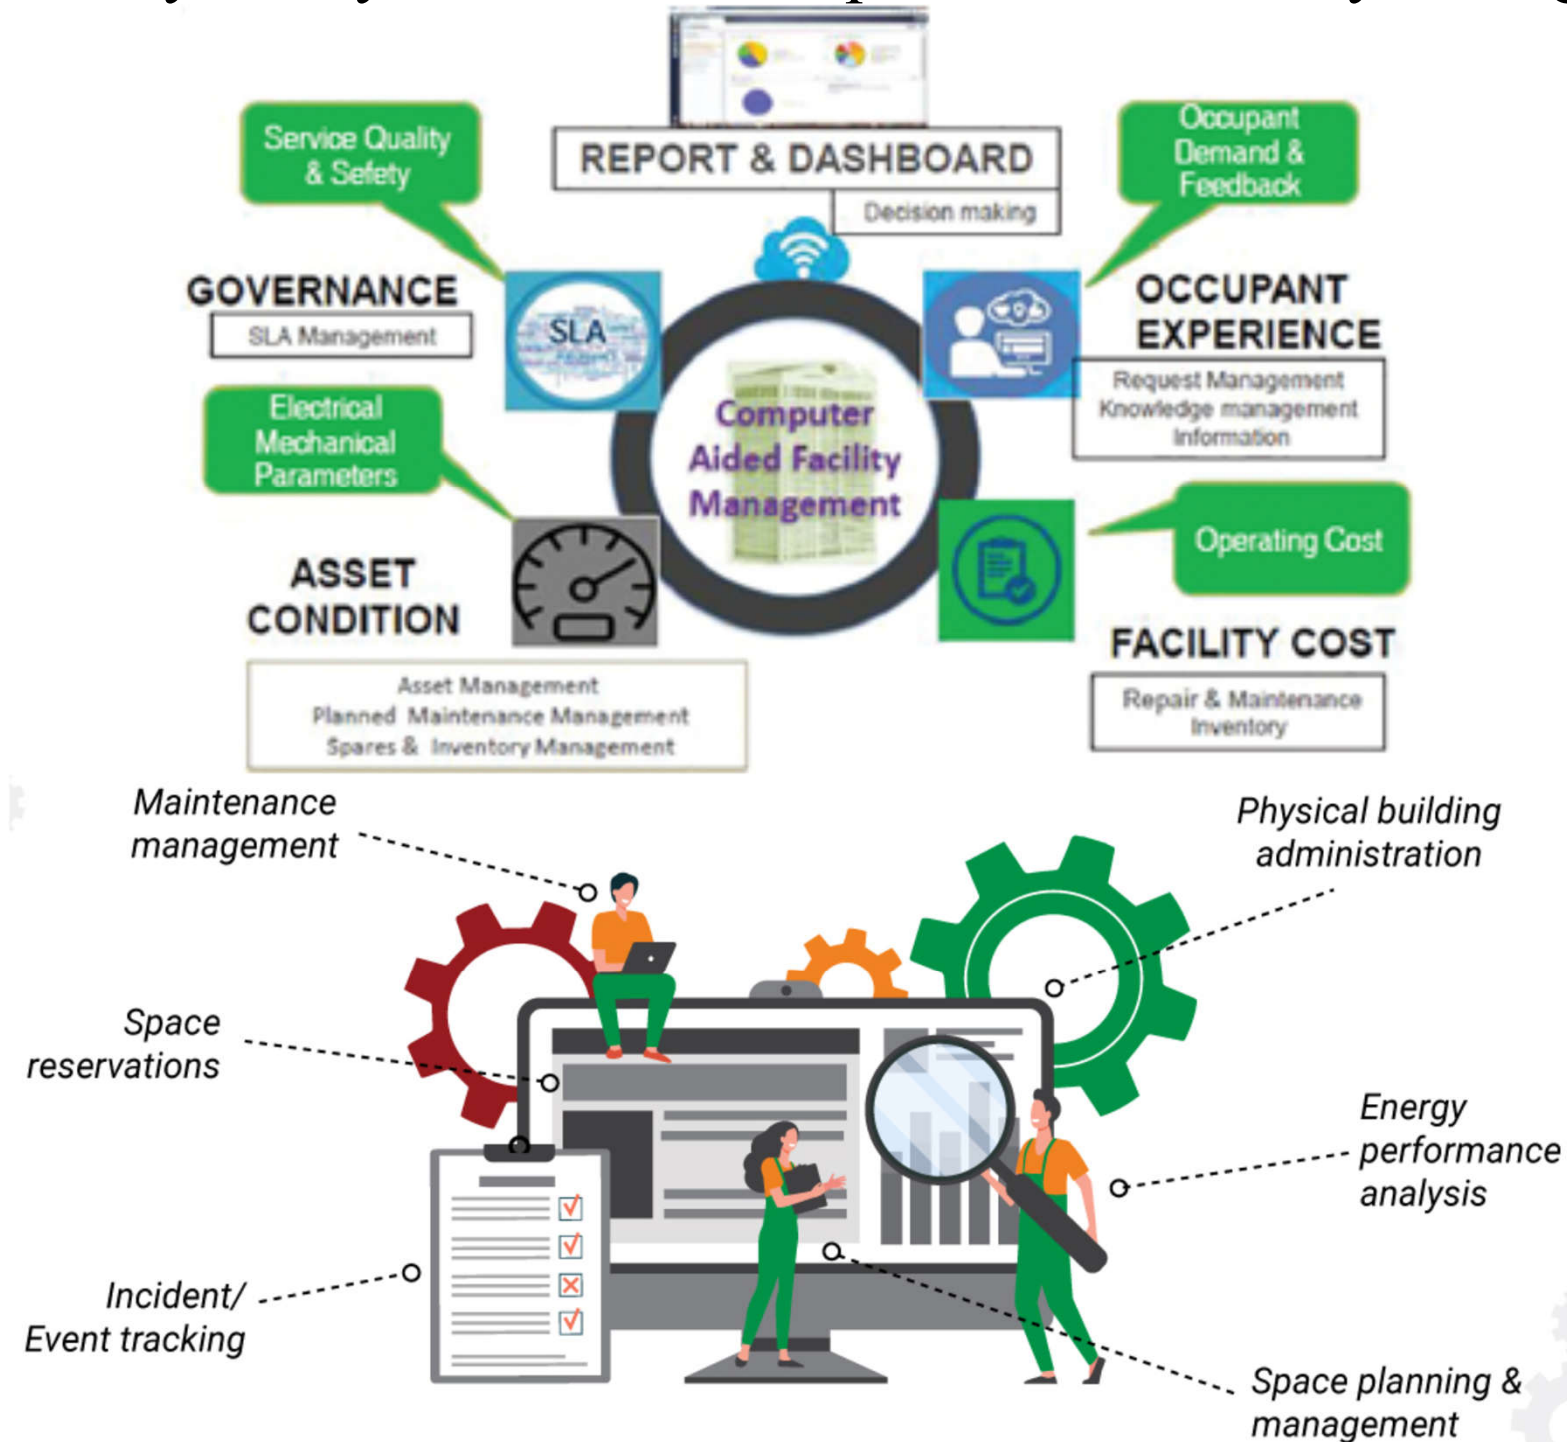 REPORT & DASHBOARD
Decision making
Service Quality
& Sefety
Occupant
Demand &
Feedback
GOVERNANCE
SLA Management
SLA
OCCUPANT
EXPERIENCE
Request Management
Knowledge management
Information
Electrical
Mechanical
Parameters
Computer
Aided Facility
Management
Operating Cost
ASSET
CONDITION
Asset Management
Planned Maintenance Management
Spares & Inventory Management
FACILITY COST
Repair & Maintenance
Inventory
Maintenance
management
Physical building
administration
Space
reservations
Energy
performance
analysis
Incident/
Event tracking
Space planning &
management